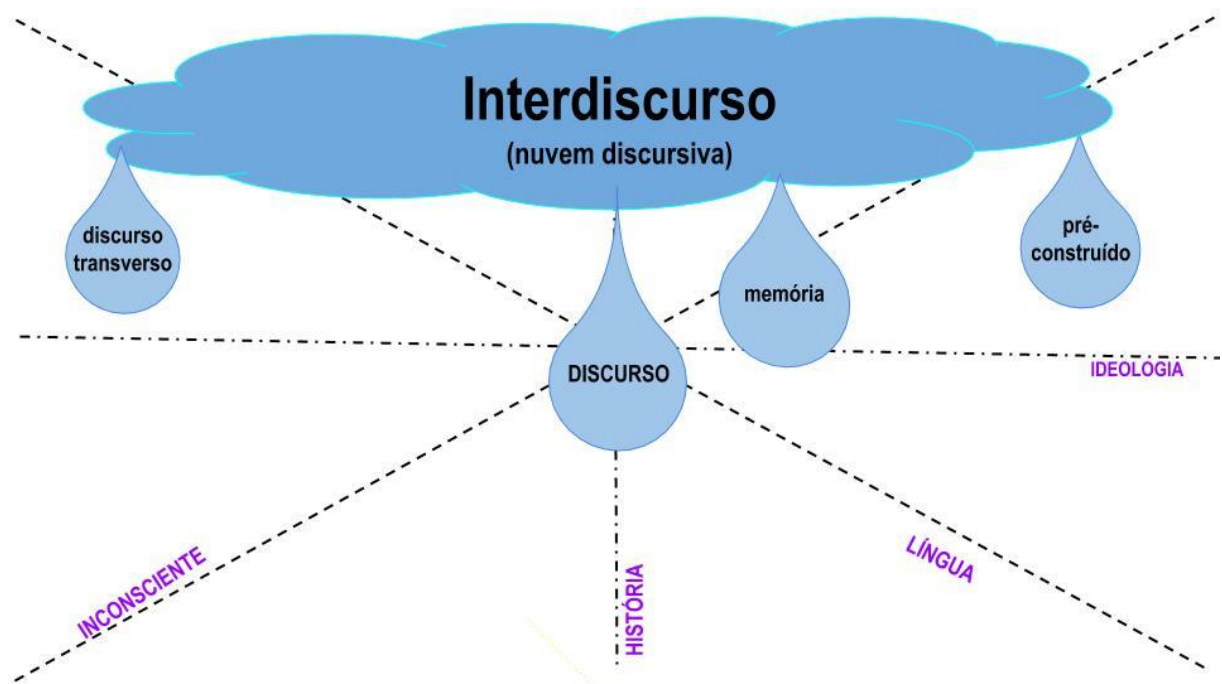 Interdiscurso
(nuvem discursiva)
discurso
transverso
pré-
construído
memória
DISCURSO
IDEOLOGIA
INCONSCIENTE
HISTÓRIA
LÍNGUA